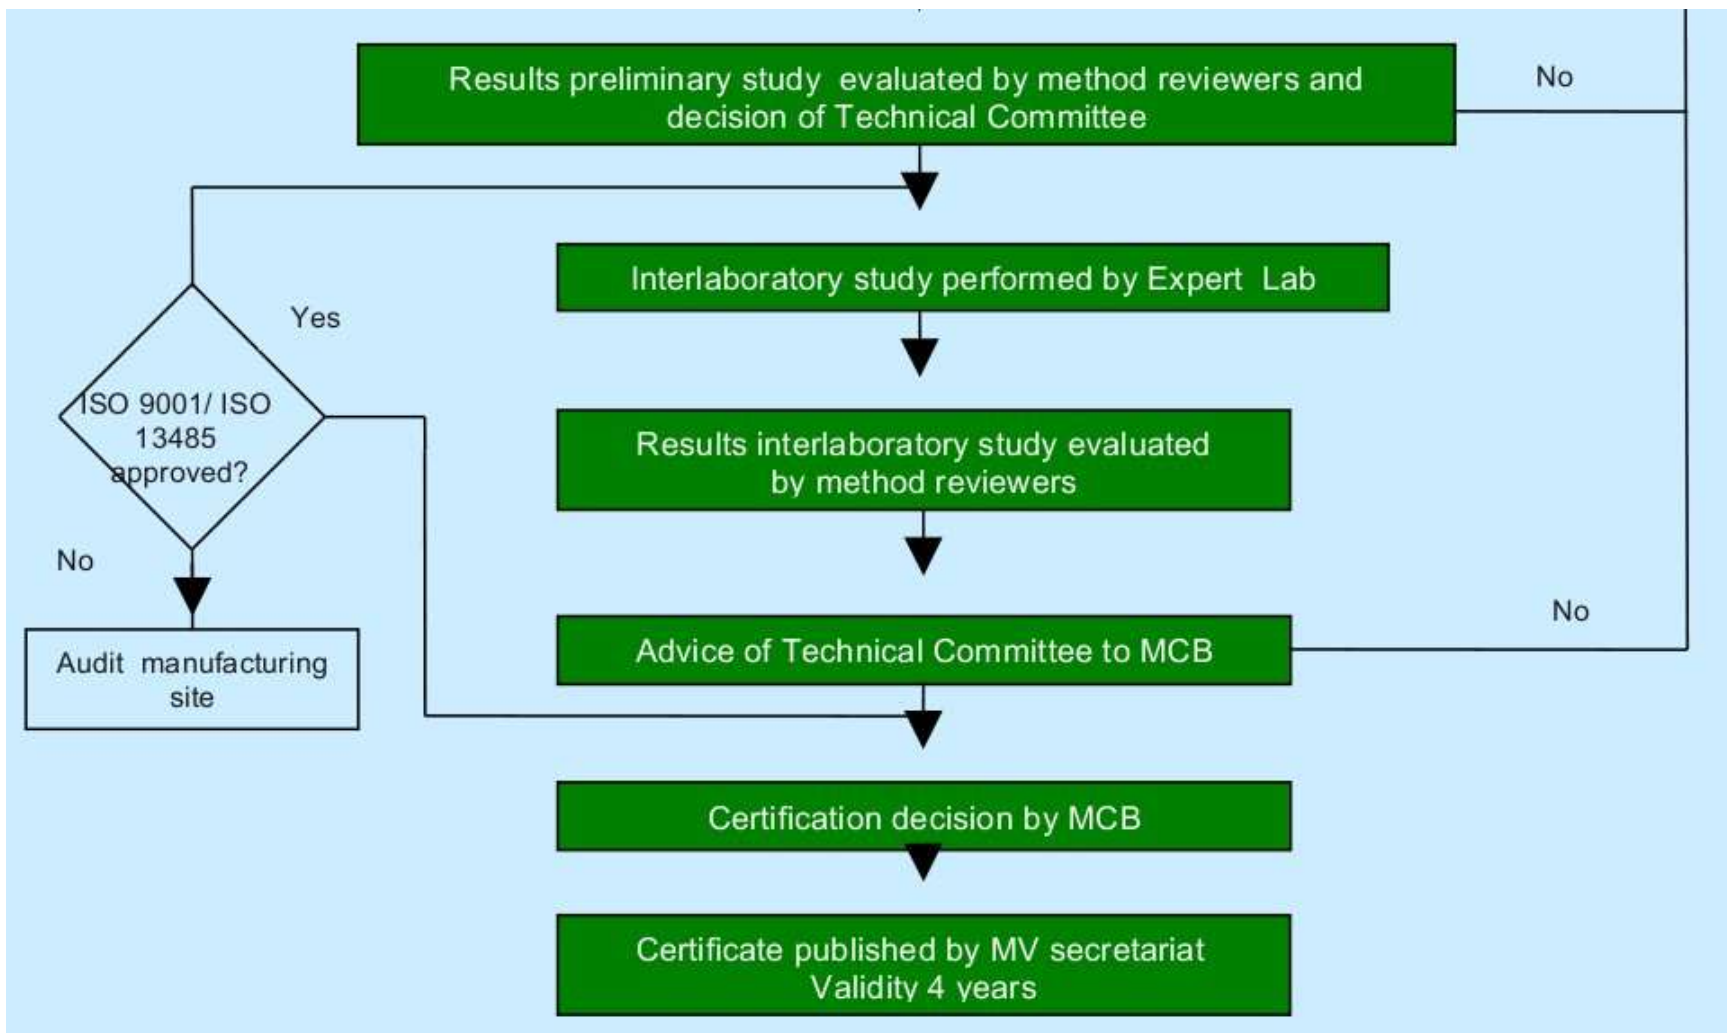 Results preliminary study evaluated by method reviewers and
decision of Technical Committee
No
Interlaboratory study performed by Expert Lab
Yes
ISO 9001/ ISO
13485
approved?
Results interlaboratory study evaluated
by method reviewers
No
Audit manufacturing
site
Advice of Technical Committee to MCB
No
Certification decision by MCB
Certificate published by MV secretariat
Validity 4 years